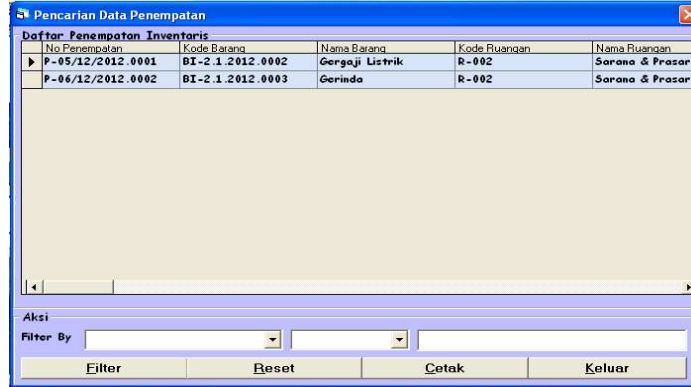 Pencarian Data Penempatan
Daftar Penempatan Inventaris
No Penempatan Kode Barang Nama Barang Kode Ruangan Nama Ruangan
P-05/12/2012.0001 BI-2.1.2012.0002 Gergaji Listrik R-002 Sarana & Prasar
P-06/12/2012.0002 BI-2.1.2012.0003 Gerinda R-002 Sarana & Prasar
Aksi
Filter By
Filter Reset Cetak Keluar